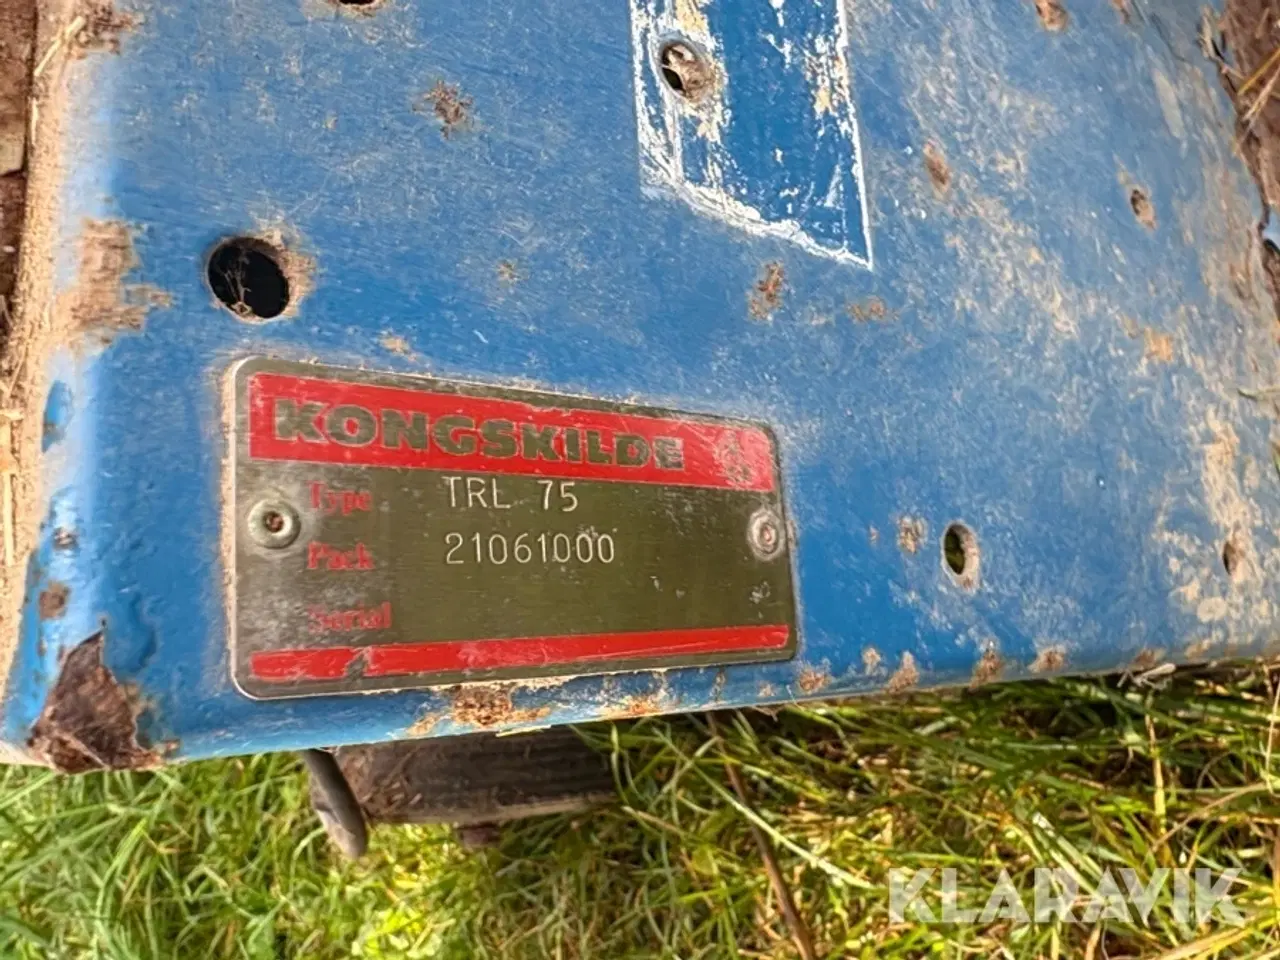 KONGSKILDE
Type TRL 75
Pack 21061000
Serial
KLARAVIK